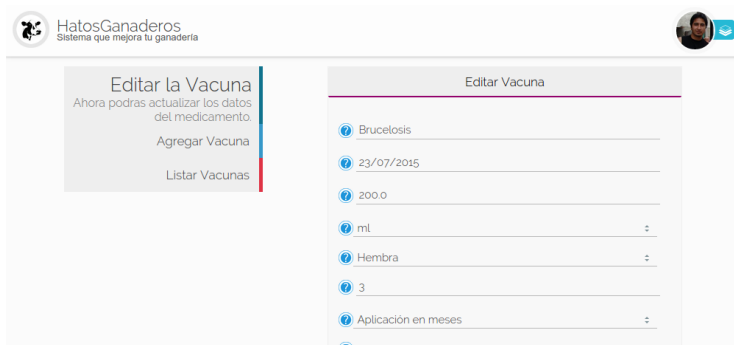 HatosGanaderos
Sistema que mejora tu ganadería
Editar la Vacuna
Ahora podras actualizar los datos
del medicamento.
Agregar Vacuna
Listar Vacunas
Editar Vacuna
? Brucelosis
? 23/07/2015
? 200.0
? ml
? Hembra
? 3
? Aplicación en meses